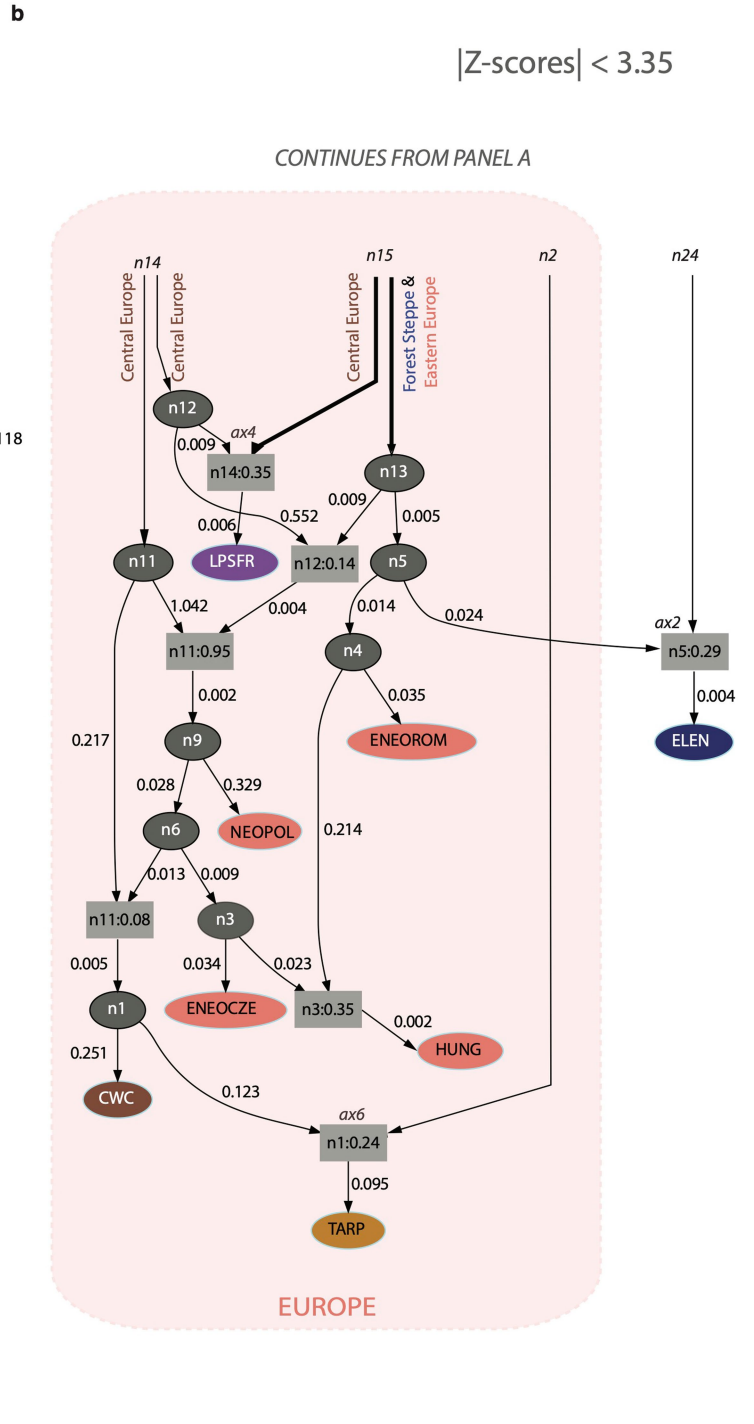 b
|Z-scores| < 3.35
CONTINUES FROM PANEL A
n14
n15
n2
n24
Central Europe
Central Europe
Central Europe
Forest Steppe &
Eastern Europe
n12
118
0.009
ax4
n14:0.35
n13
0.009
0.005
0.006
0.552
n11
LPSFR
n12:0.14
n5
1.042
0.004
0.014
0.024
ax2
n11:0.95
n4
n5:0.29
0.002
0.035
0.004
0.217
n9
ENEOROM
ELEN
0.028
0.329
n6
NEOPOL
0.214
0.013
0.009
n11:0.08
n3
0.005
0.034
0.023
n1
ENEOCZE
n3:0.35
0.002
0.251
HUNG
CWC
0.123
ax6
n1:0.24
0.095
TARP
EUROPE